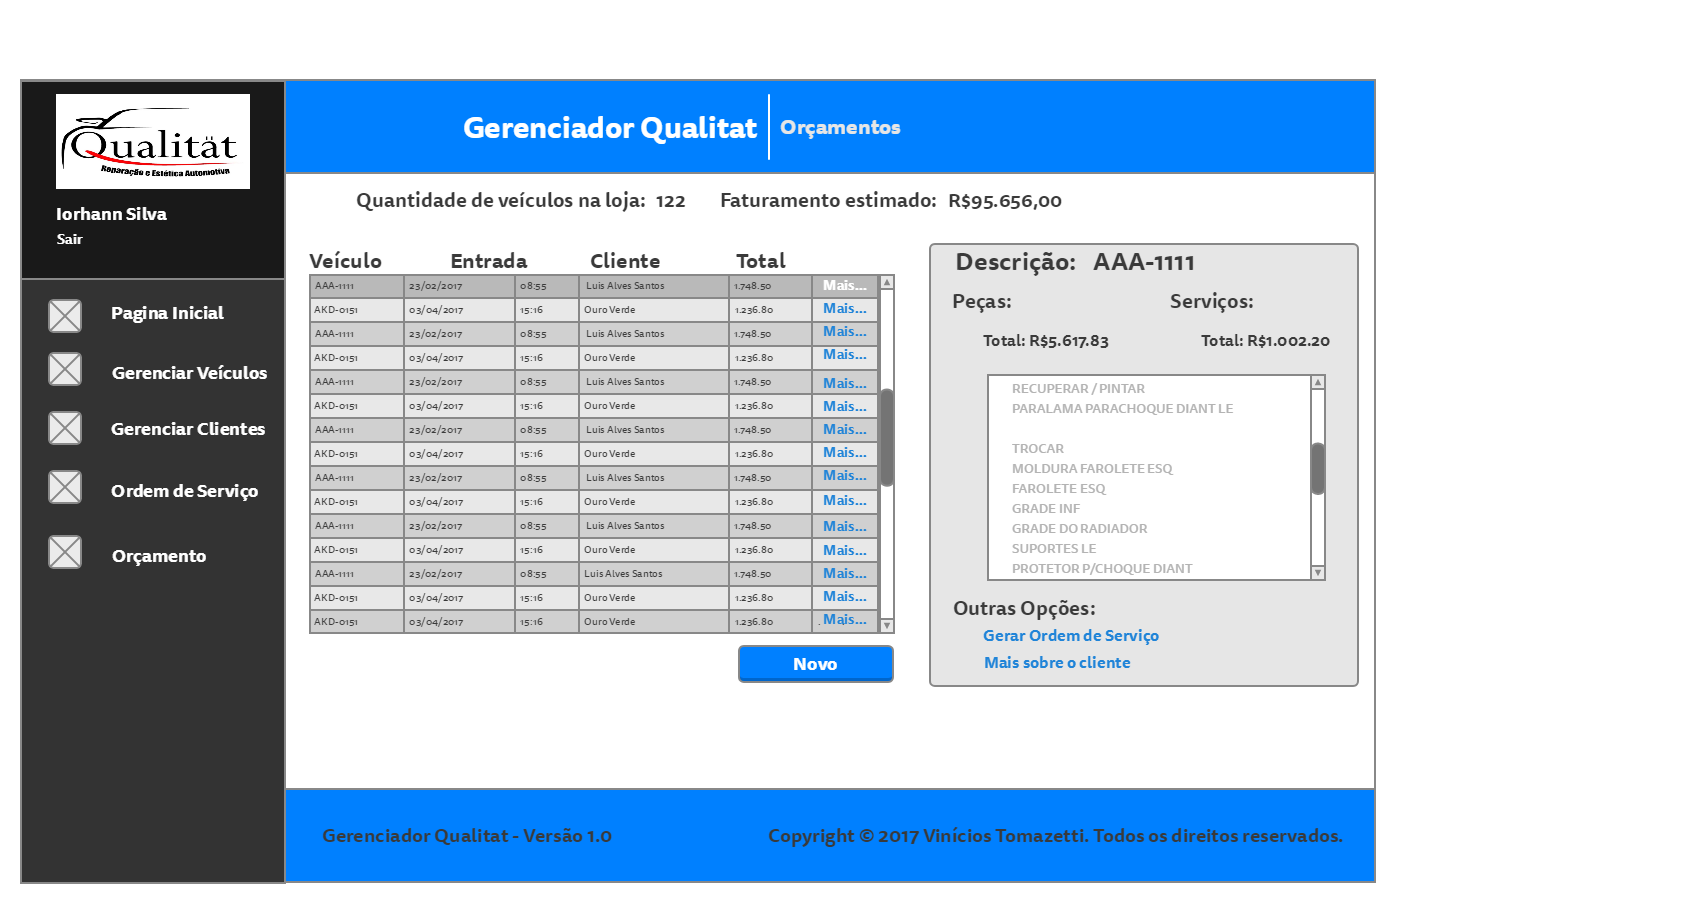 Qualität
Reparação e Estética Automotiva
Iorhann Silva
Sair
Pagina Inicial
Gerenciar Veículos
Gerenciar Clientes
Ordem de Serviço
Orçamento
Gerenciador Qualitat
Orçamentos
Quantidade de veículos na loja: 122 Faturamento estimado: R$95.656,00
Veículo Entrada Cliente Total
AAA-1111 23/02/2017 08:55 Luis Alves Santos 1.748.50 Mais...
AKD-0151 03/04/2017 15:16 Ouro Verde 1.236.80 Mais...
AAA-1111 23/02/2017 08:55 Luis Alves Santos 1.748.50 Mais...
AKD-0151 03/04/2017 15:16 Ouro Verde 1.236.80 Mais...
AAA-1111 23/02/2017 08:55 Luis Alves Santos 1.748.50 Mais...
AKD-0151 03/04/2017 15:16 Ouro Verde 1.236.80 Mais...
AAA-1111 23/02/2017 08:55 Luis Alves Santos 1.748.50 Mais...
AKD-0151 03/04/2017 15:16 Ouro Verde 1.236.80 Mais...
AAA-1111 23/02/2017 08:55 Luis Alves Santos 1.748.50 Mais...
AKD-0151 03/04/2017 15:16 Ouro Verde 1.236.80 Mais...
AAA-1111 23/02/2017 08:55 Luis Alves Santos 1.748.50 Mais...
AKD-0151 03/04/2017 15:16 Ouro Verde 1.236.80 Mais...
AAA-1111 23/02/2017 08:55 Luis Alves Santos 1.748.50 Mais...
AKD-0151 03/04/2017 15:16 Ouro Verde 1.236.80 Mais...
AKD-0151 03/04/2017 15:16 Ouro Verde 1.236.80 Mais...
Novo
Descrição: AAA-1111
Peças: Serviços:
Total: R$5.617.83 Total: R$1.002.20
RECUPERAR / PINTAR
PARALAMA PARACHOQUE DIANT LE
TROCAR
MOLDURA FAROLETE ESQ
FAROLETE ESQ
GRADE INF
GRADE DO RADIADOR
SUPORTES LE
PROTETOR P/CHOQUE DIANT
Outras Opções:
Gerar Ordem de Serviço
Mais sobre o cliente
Gerenciador Qualitat - Versão 1.0
Copyright © 2017 Vinícios Tomazetti. Todos os direitos reservados.